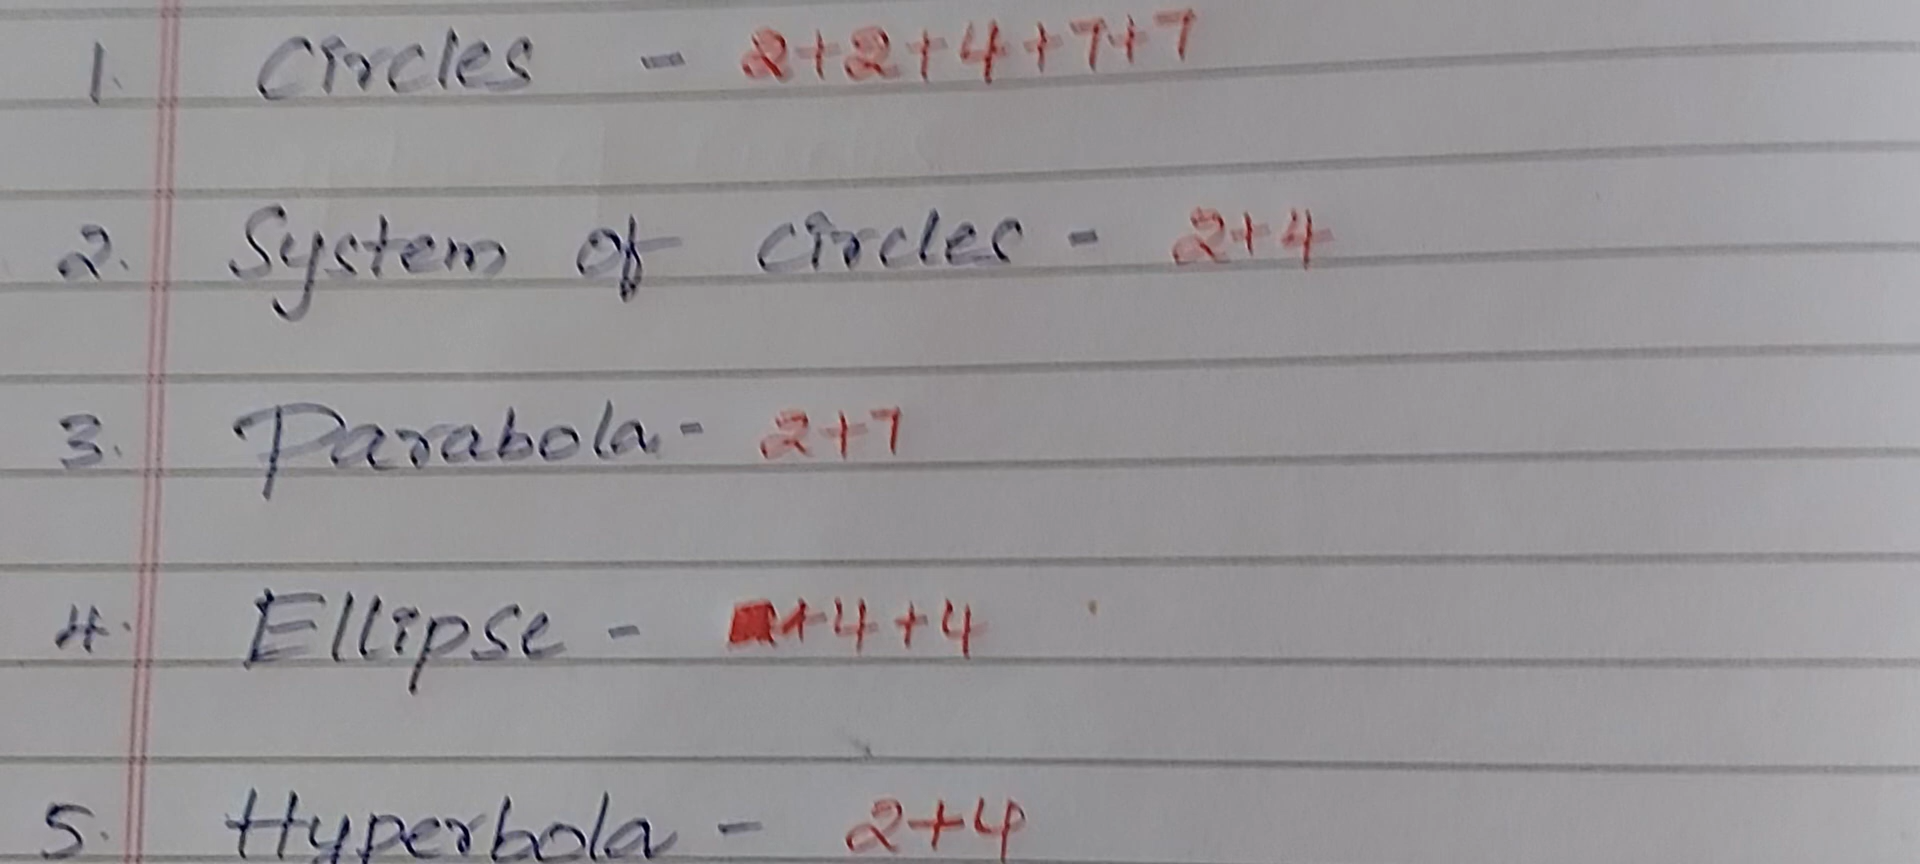 1. Circles - 2+2+4+7+7
2. System of circles - 2+4
3. Parabola - 2+7
4. Ellipse - +4+4
5. Hyperbola - 2+4